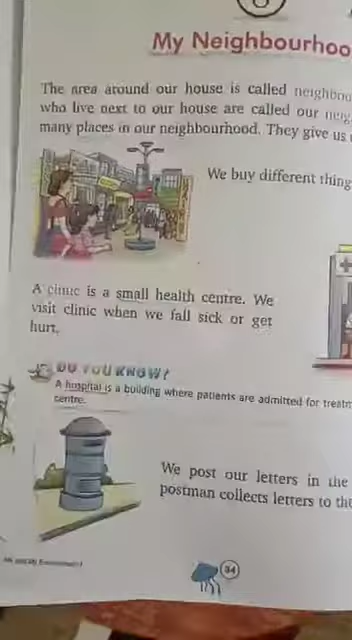 My Neighbourhoo
The area around our house is called neighbou
who live next to our house are called our neig
many places in our neighbourhood. They give us
We buy different thing
A clinic is a small health centre. We
visit clinic when we fall sick or get
hurt.
DO YOU KNOW?
A hospital is a building where patients are admitted for treatm
centre.
We post our letters in the
postman collects letters to the
34